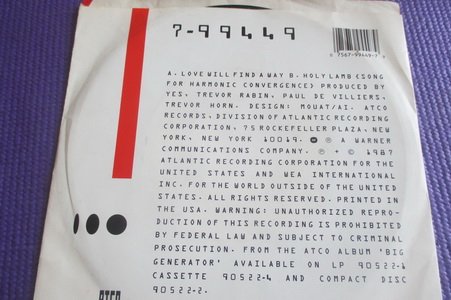 7-99449
0 7567-99449-7
A. LOVE WILL FIND A WAY B. HOLY LAMB (SONG
FOR HARMONIC CONVERGENCE) PRODUCED BY
YES, TREVOR RABIN, PAUL DE VILLIERS,
TREVOR HORN. DESIGN: MOUAT/AI. ATCO
RECORDS, DIVISION OF ATLANTIC RECORDING
CORPORATION, 75 ROCKEFELLER PLAZA, NEW
YORK, NEW YORK 10019. A WARNER
COMMUNICATIONS COMPANY. ℗ + © 1987
ATLANTIC RECORDING CORPORATION FOR THE
UNITED STATES AND WEA INTERNATIONAL
INC. FOR THE WORLD OUTSIDE OF THE UNITED
STATES. ALL RIGHTS RESERVED. PRINTED IN
THE USA. WARNING: UNAUTHORIZED REPRO-
DUCTION OF THIS RECORDING IS PROHIBITED
BY FEDERAL LAW AND SUBJECT TO CRIMINAL
PROSECUTION. FROM THE ATCO ALBUM 'BIG
GENERATOR' AVAILABLE ON LP 90522-1
CASSETTE 90522-4 AND COMPACT DISC
90522-2.
ATCO